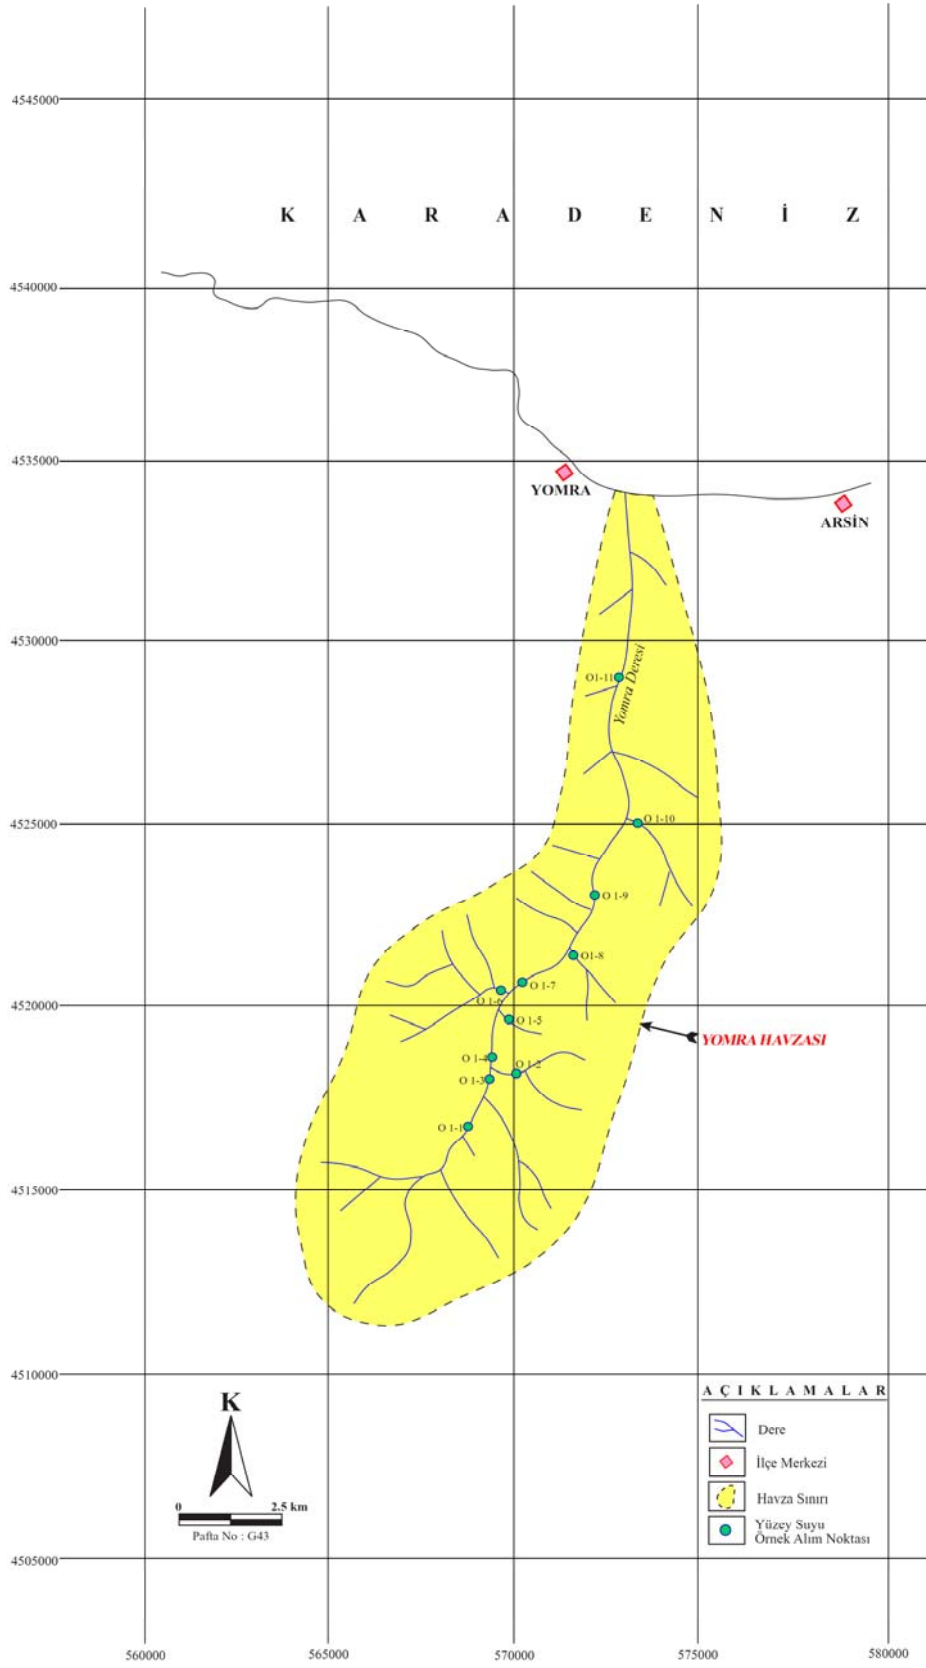 4545000
K A R A D E N İ Z
4540000
4535000
YOMRA
ARSİN
4530000
O1-11
Yomra Deresi
4525000
O 1-10
O 1-9
O1-8
O 1-7
O 1-6
4520000
O 1-5
YOMRA HAVZASI
O 1-4
O 1-2
O 1-3
O 1-1
4515000
4510000
A Ç I K L A M A L A R
K
Dere
İlçe Merkezi
Havza Sınırı
0 2.5 km
Pafta No : G43
Yüzey Suyu
Örnek Alım Noktası
4505000
560000 565000 570000 575000 580000